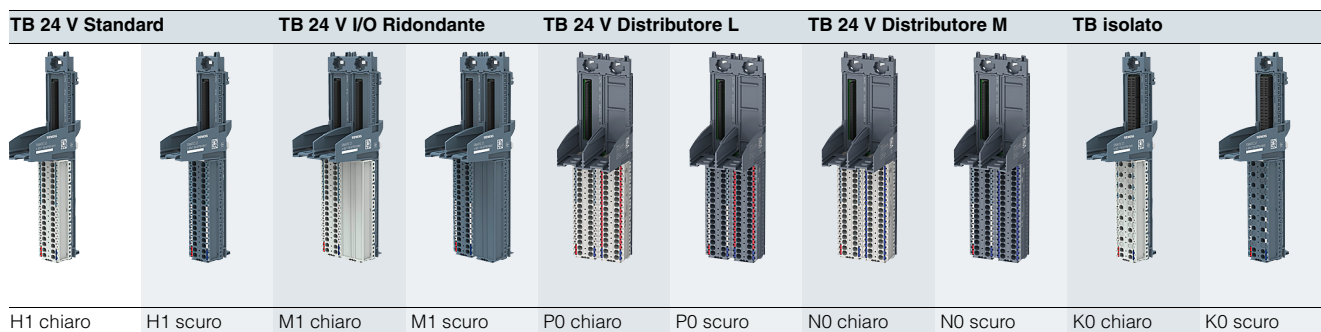 TB 24 V Standard
TB 24 V I/O Ridondante
TB 24 V Distributore L
TB 24 V Distributore M
TB isolato
H1 chiaro
H1 scuro
M1 chiaro
M1 scuro
P0 chiaro
P0 scuro
N0 chiaro
N0 scuro
K0 chiaro
K0 scuro